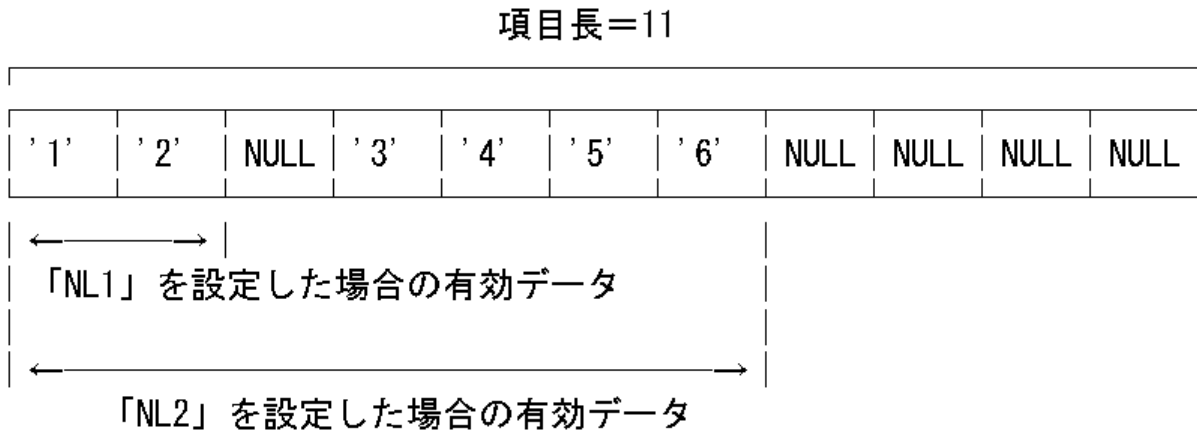 項目長=11
'1' '2' NULL '3' '4' '5' '6' NULL NULL NULL NULL
「NL1」を設定した場合の有効データ
「NL2」を設定した場合の有効データ